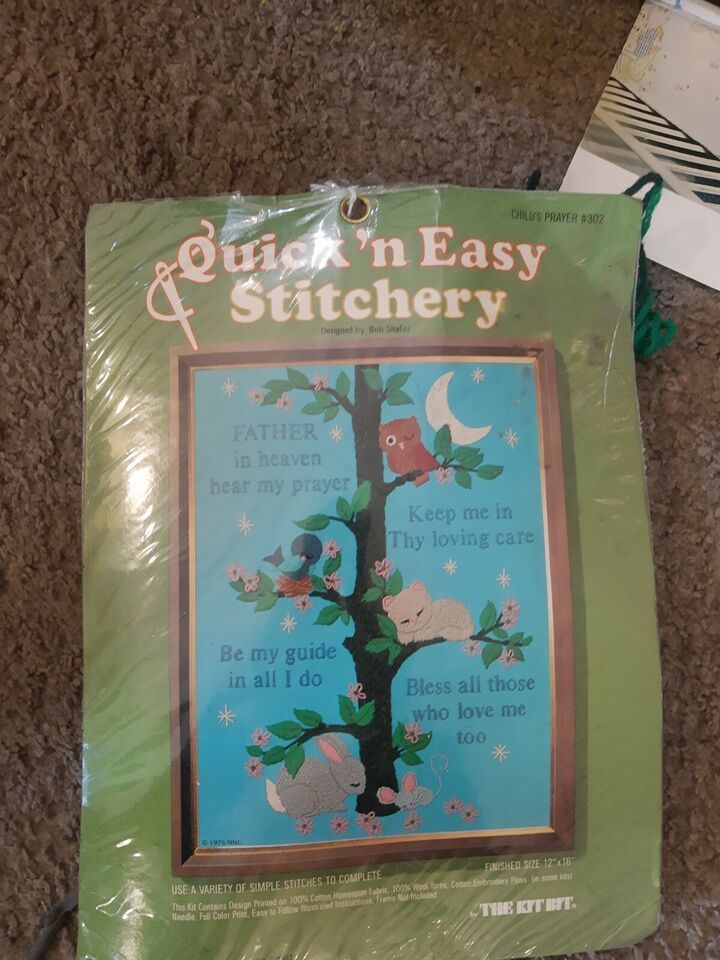 CHILD'S PRAYER #302
Quick 'n Easy
Stitchery
Designed by Bob Shafor
FATHER
in heaven
hear my prayer
Keep me in
Thy loving care
Be my guide
in all I do
Bless all those
who love me
too
© 1975 NNC
USE A VARIETY OF SIMPLE STITCHES TO COMPLETE
FINISHED SIZE 12" x 16"
This Kit Contains Design Printed on 100% Cotton Homespun Fabric, 100% Wool Yarns, Cotton Embroidery Floss (in some kits)
Needle, Full Color Print, Easy to Follow Illustrated Instructions. Frame Not Included.
by THE KIT BIT